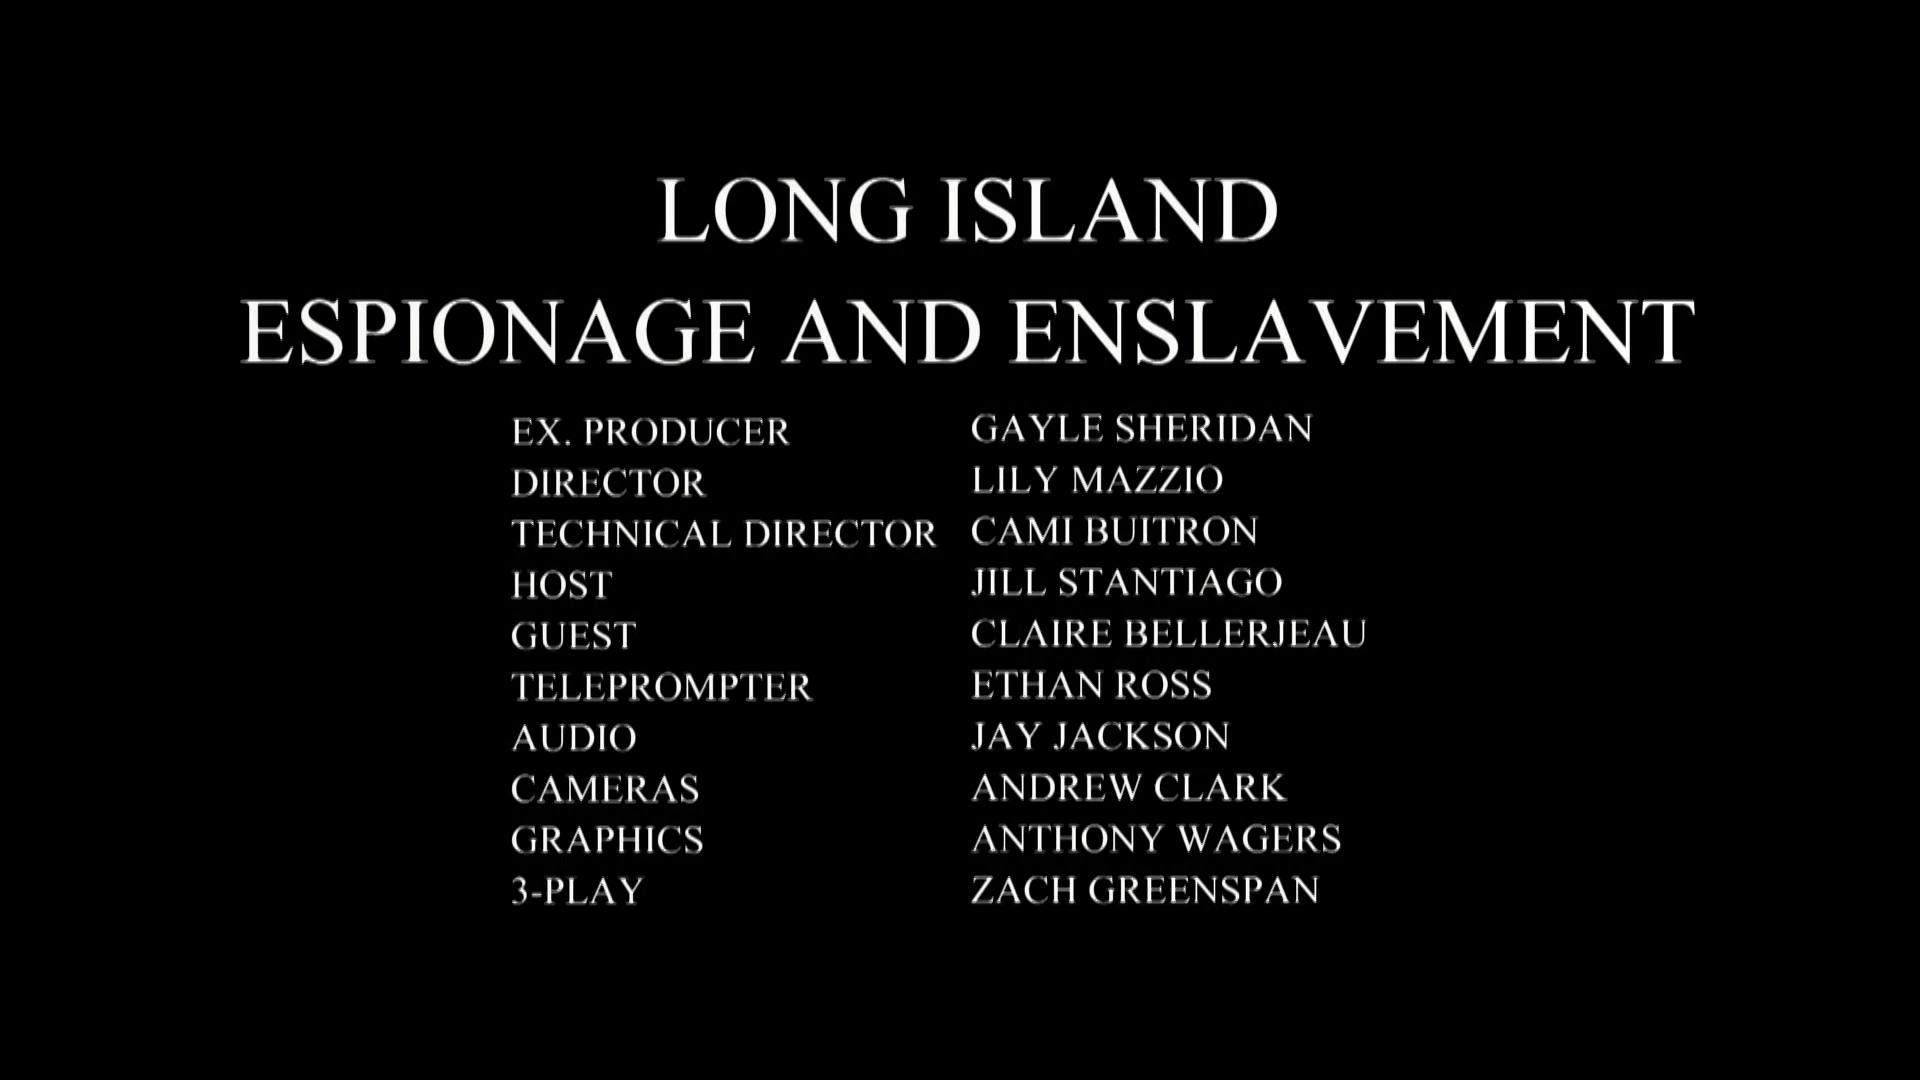 LONG ISLAND
ESPIONAGE AND ENSLAVEMENT
EX. PRODUCER GAYLE SHERIDAN
DIRECTOR LILY MAZZIO
TECHNICAL DIRECTOR CAMI BUITRON
HOST JILL STANTIAGO
GUEST CLAIRE BELLERJEAU
TELEPROMPTER ETHAN ROSS
AUDIO JAY JACKSON
CAMERAS ANDREW CLARK
GRAPHICS ANTHONY WAGERS
3-PLAY ZACH GREENSPAN